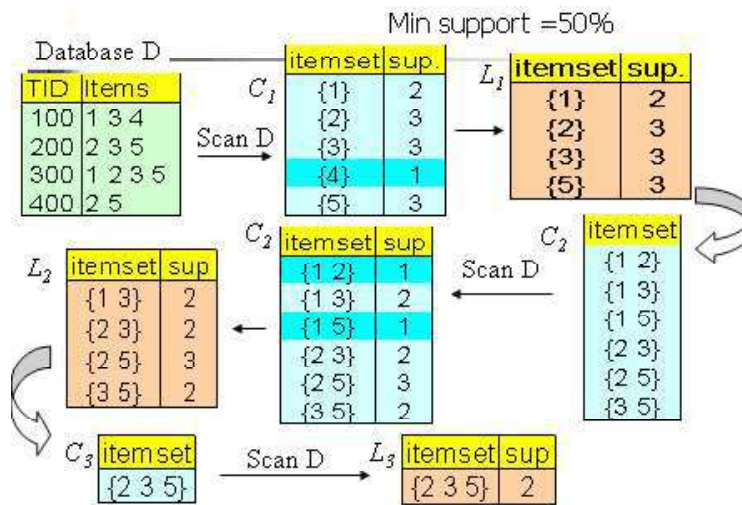 Min support =50%
Database D
TID Items
100 1 3 4
200 2 3 5
300 1 2 3 5
400 2 5
Scan D
C1
itemset sup.
{1} 2
{2} 3
{3} 3
{4} 1
{5} 3
L1
itemset sup.
{1} 2
{2} 3
{3} 3
{5} 3
C2
itemset
{1 2}
{1 3}
{1 5}
{2 3}
{2 5}
{3 5}
Scan D
C2
itemset sup
{1 2} 1
{1 3} 2
{1 5} 1
{2 3} 2
{2 5} 3
{3 5} 2
L2
itemset sup
{1 3} 2
{2 3} 2
{2 5} 3
{3 5} 2
C3
itemset
{2 3 5}
Scan D
L3
itemset sup
{2 3 5} 2